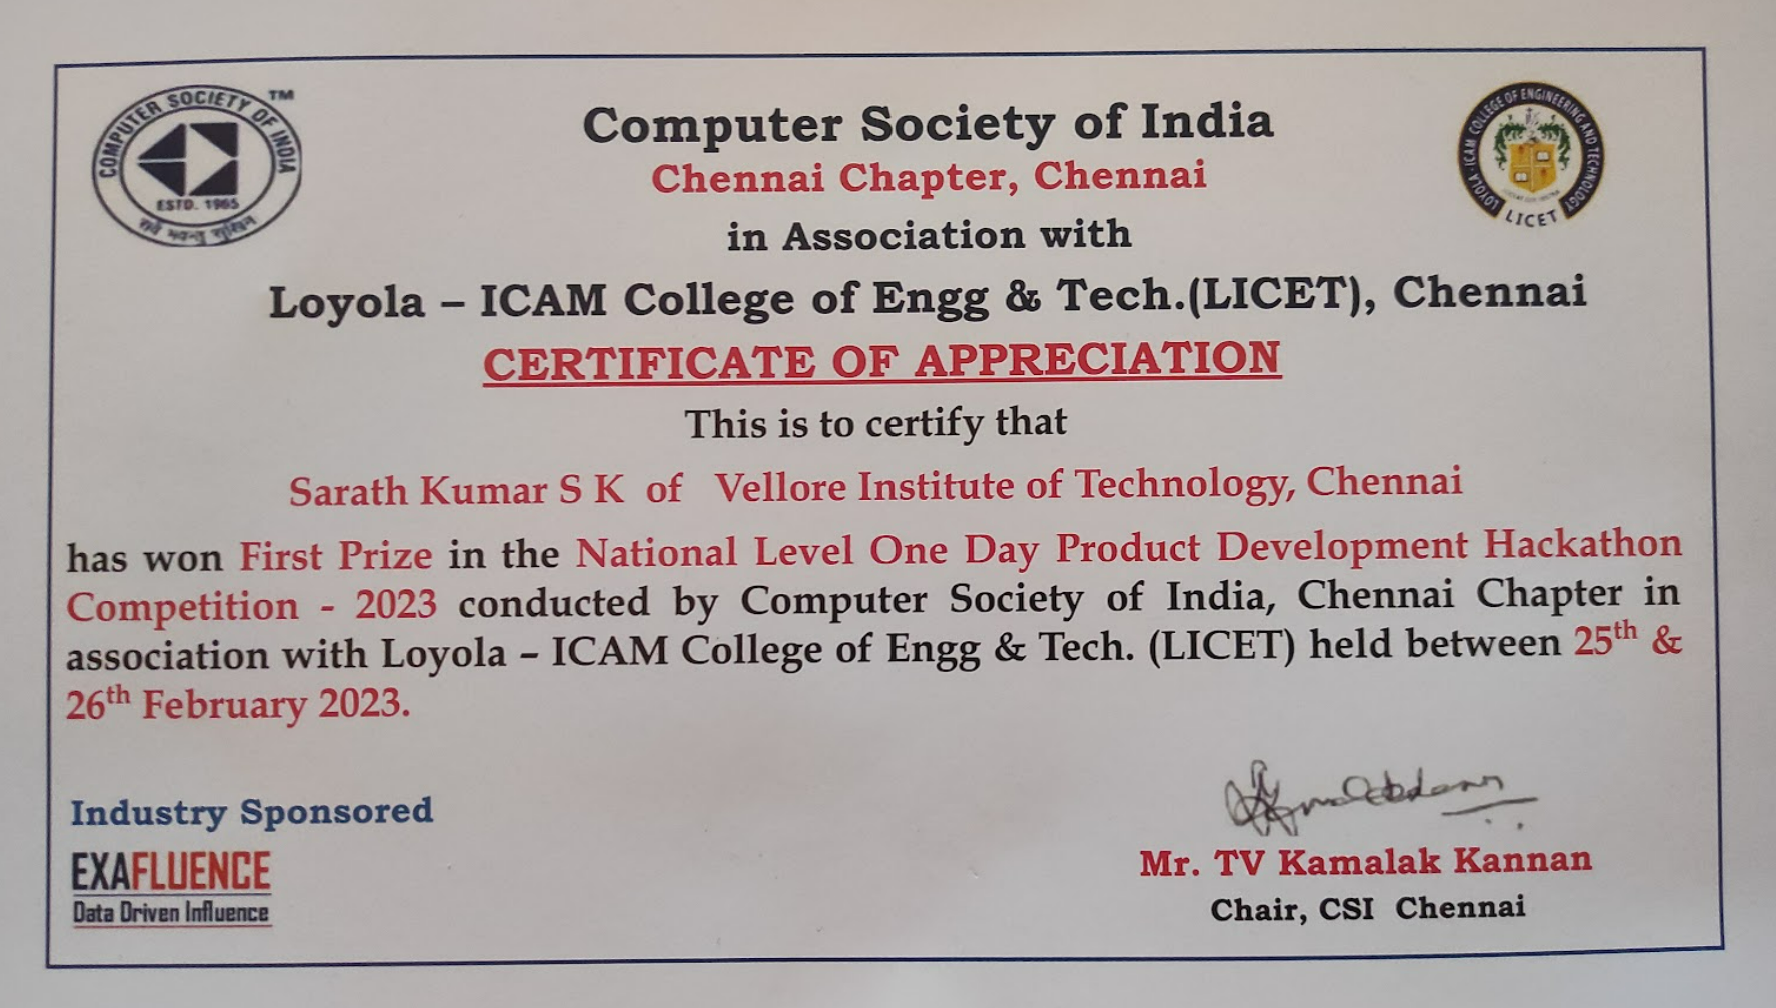 COMPUTER SOCIETY OF INDIA TM
ESTD. 1965
Computer Society of India
Chennai Chapter, Chennai
in Association with
LOYOLA-ICAM COLLEGE OF ENGINEERING AND TECHNOLOGY
LICET
Loyola – ICAM College of Engg & Tech.(LICET), Chennai
CERTIFICATE OF APPRECIATION
This is to certify that
Sarath Kumar S K of Vellore Institute of Technology, Chennai
has won First Prize in the National Level One Day Product Development Hackathon
Competition - 2023 conducted by Computer Society of India, Chennai Chapter in
association with Loyola – ICAM College of Engg & Tech. (LICET) held between 25th &
26th February 2023.
Industry Sponsored
EXAFLUENCE
Data Driven Influence
Mr. TV Kamalak Kannan
Chair, CSI Chennai